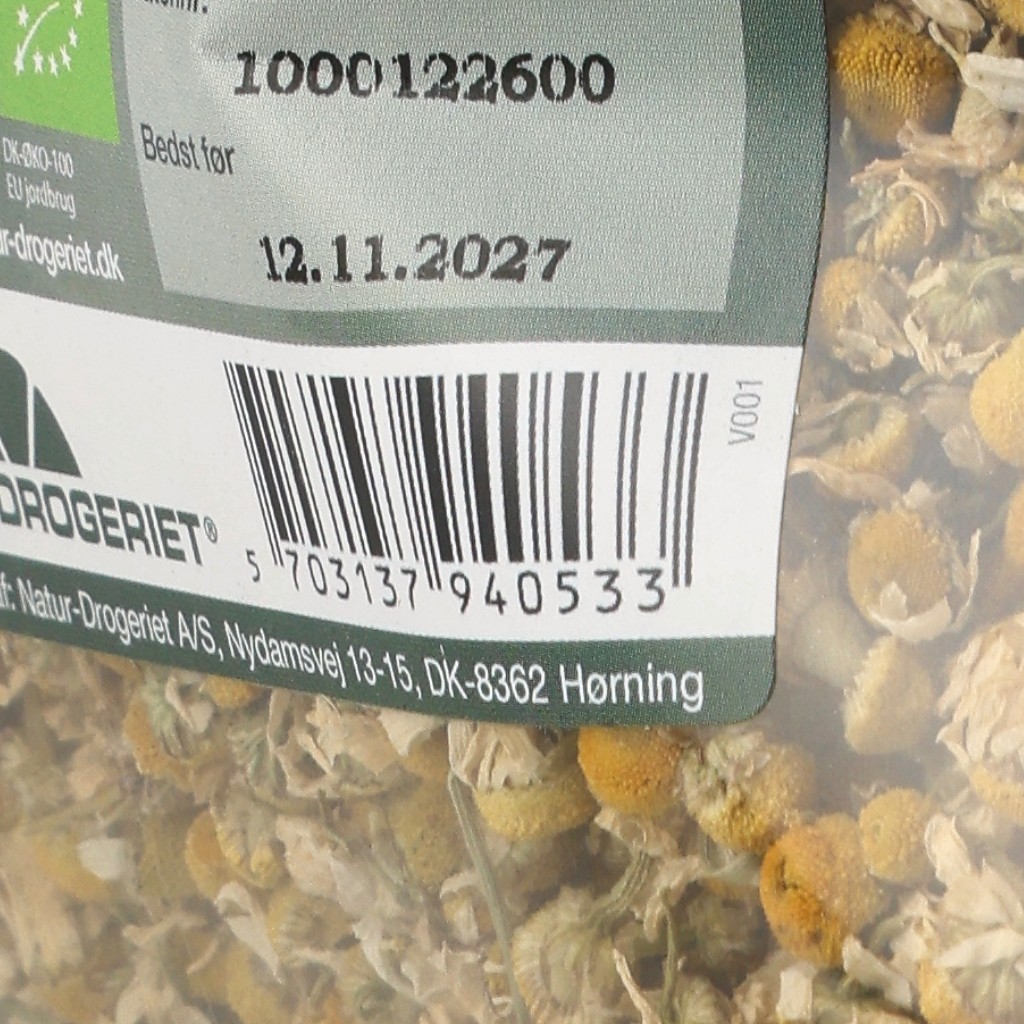 1000122600
Bedst før
DK-ØKO-100
EU jordbrug
r-drogeriet.dk
12.11.2027
V001
DROGERIET®
5 703137 940533
af: Natur-Drogeriet A/S, Nydamsvej 13-15, DK-8362 Hørning